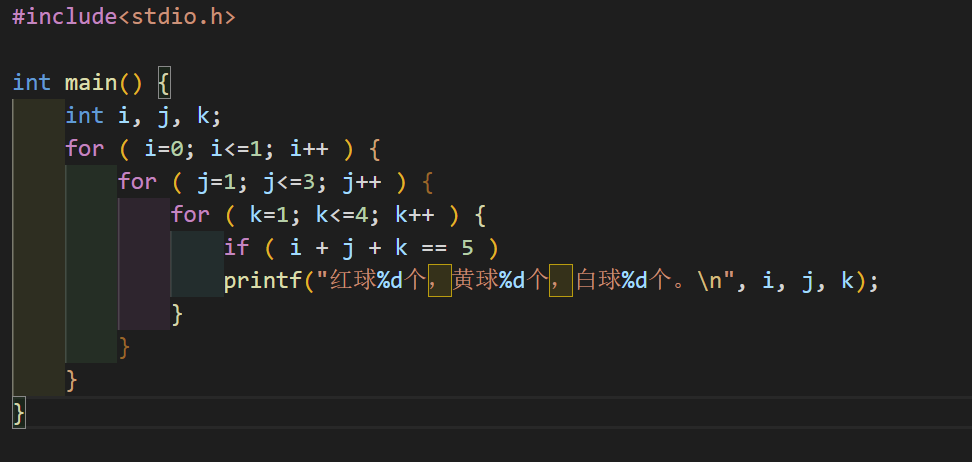 #include<stdio.h>

int main() {
    int i, j, k;
    for ( i=0; i<=1; i++ ) {
        for ( j=1; j<=3; j++ ) {
            for ( k=1; k<=4; k++ ) {
                if ( i + j + k == 5 )
                printf("红球%d个，黄球%d个，白球%d个。\n", i, j, k);
            }
        }
    }
}